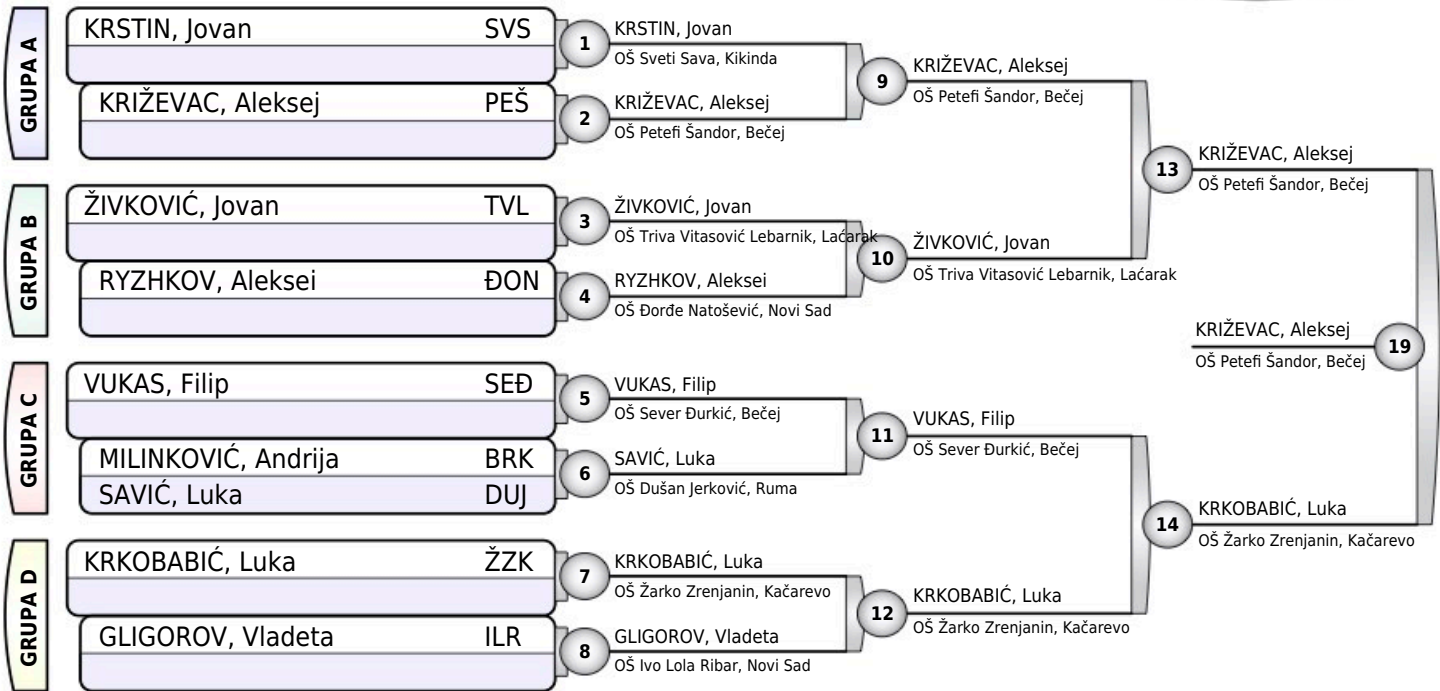 GRUPA A
KRSTIN, Jovan SVS
KRIŽEVAC, Aleksej PEŠ
1
KRSTIN, Jovan
OŠ Sveti Sava, Kikinda
2
KRIŽEVAC, Aleksej
OŠ Petefi Šandor, Bečej
9
KRIŽEVAC, Aleksej
OŠ Petefi Šandor, Bečej
GRUPA B
ŽIVKOVIĆ, Jovan TVL
RYZHKOV, Aleksei ĐON
3
ŽIVKOVIĆ, Jovan
OŠ Triva Vitasović Lebarnik, Laćarak
4
RYZHKOV, Aleksei
OŠ Đorđe Natošević, Novi Sad
10
ŽIVKOVIĆ, Jovan
OŠ Triva Vitasović Lebarnik, Laćarak
13
KRIŽEVAC, Aleksej
OŠ Petefi Šandor, Bečej
GRUPA C
VUKAS, Filip SEĐ
MILINKOVIĆ, Andrija BRK
SAVIĆ, Luka DUJ
5
VUKAS, Filip
OŠ Sever Đurkić, Bečej
6
SAVIĆ, Luka
OŠ Dušan Jerković, Ruma
11
VUKAS, Filip
OŠ Sever Đurkić, Bečej
GRUPA D
KRKOBABIĆ, Luka ŽZK
GLIGOROV, Vladeta ILR
7
KRKOBABIĆ, Luka
OŠ Žarko Zrenjanin, Kačarevo
8
GLIGOROV, Vladeta
OŠ Ivo Lola Ribar, Novi Sad
12
KRKOBABIĆ, Luka
OŠ Žarko Zrenjanin, Kačarevo
14
KRKOBABIĆ, Luka
OŠ Žarko Zrenjanin, Kačarevo
KRIŽEVAC, Aleksej
OŠ Petefi Šandor, Bečej
19